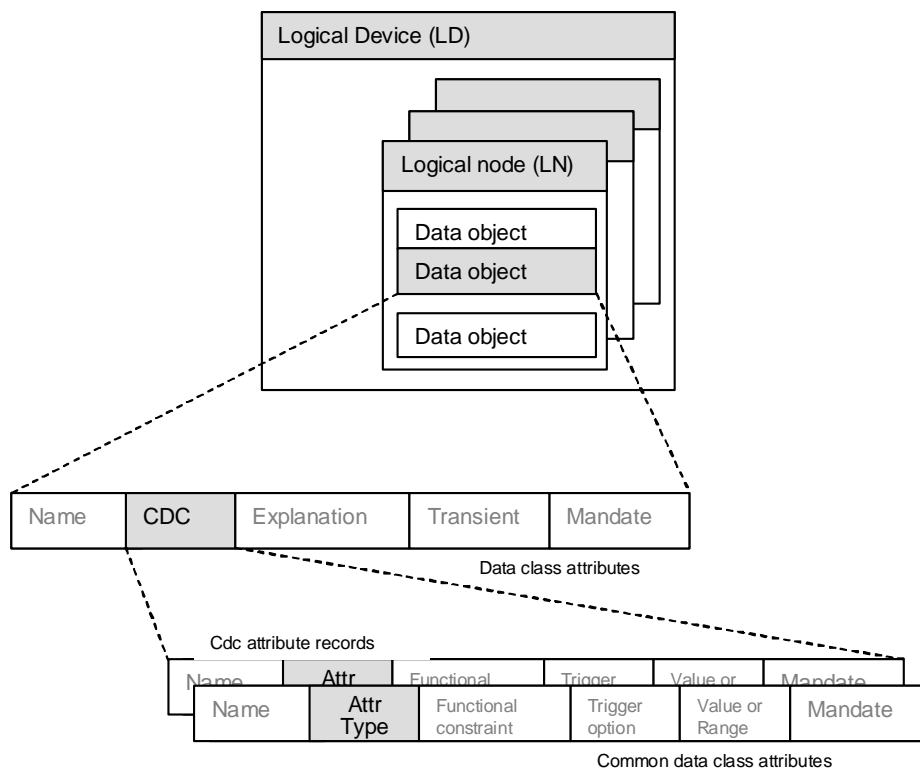 Logical Device (LD)
Logical node (LN)
Data object
Data object
Data object
Name CDC Explanation Transient Mandate
Data class attributes
Cdc attribute records
Name Attr Functional Trigger Value or Mandate
Name Attr Type Functional constraint Trigger option Value or Range Mandate
Common data class attributes